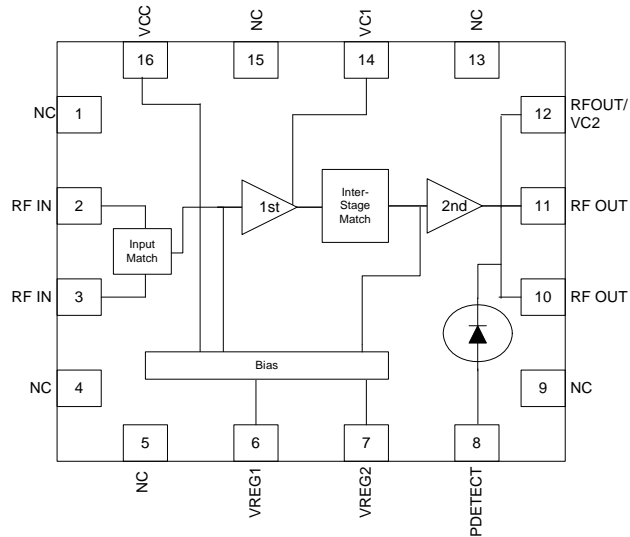 VCC
NC
VC1
NC
16
15
14
13
NC
1
12
RFOUT/
VC2
RF IN
2
1st
Inter-
Stage
Match
2nd
11
RF OUT
Input
Match
RF IN
3
10
RF OUT
Bias
NC
4
9
NC
5
6
7
8
NC
VREG1
VREG2
PDETECT